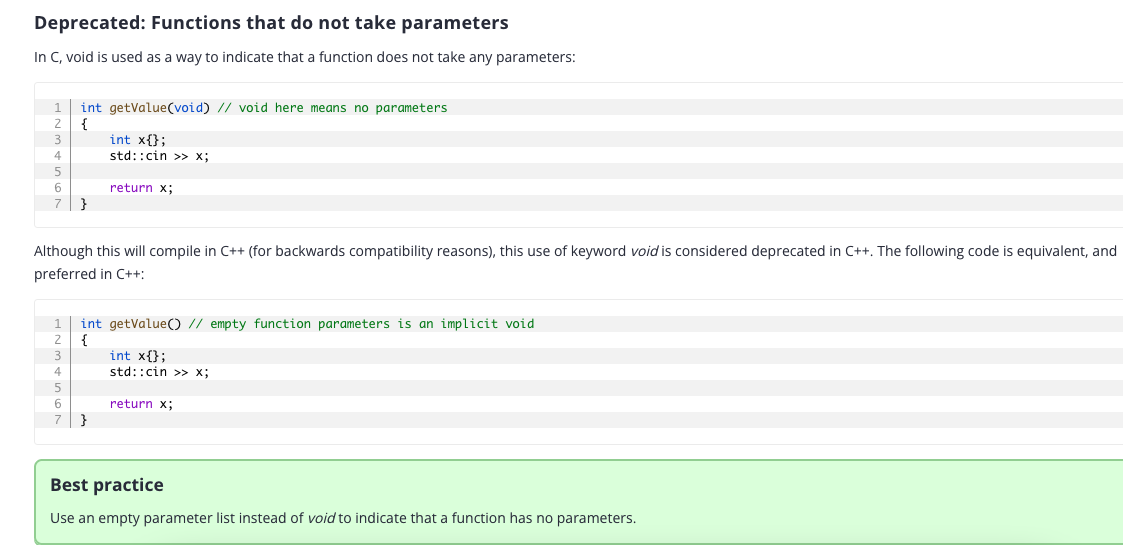 Deprecated: Functions that do not take parameters
In C, void is used as a way to indicate that a function does not take any parameters:
1 int getValue(void) // void here means no parameters
2 {
3     int x{};
4     std::cin >> x;
5
6     return x;
7 }
Although this will compile in C++ (for backwards compatibility reasons), this use of keyword void is considered deprecated in C++. The following code is equivalent, and
preferred in C++:
1 int getValue() // empty function parameters is an implicit void
2 {
3     int x{};
4     std::cin >> x;
5
6     return x;
7 }
Best practice
Use an empty parameter list instead of void to indicate that a function has no parameters.